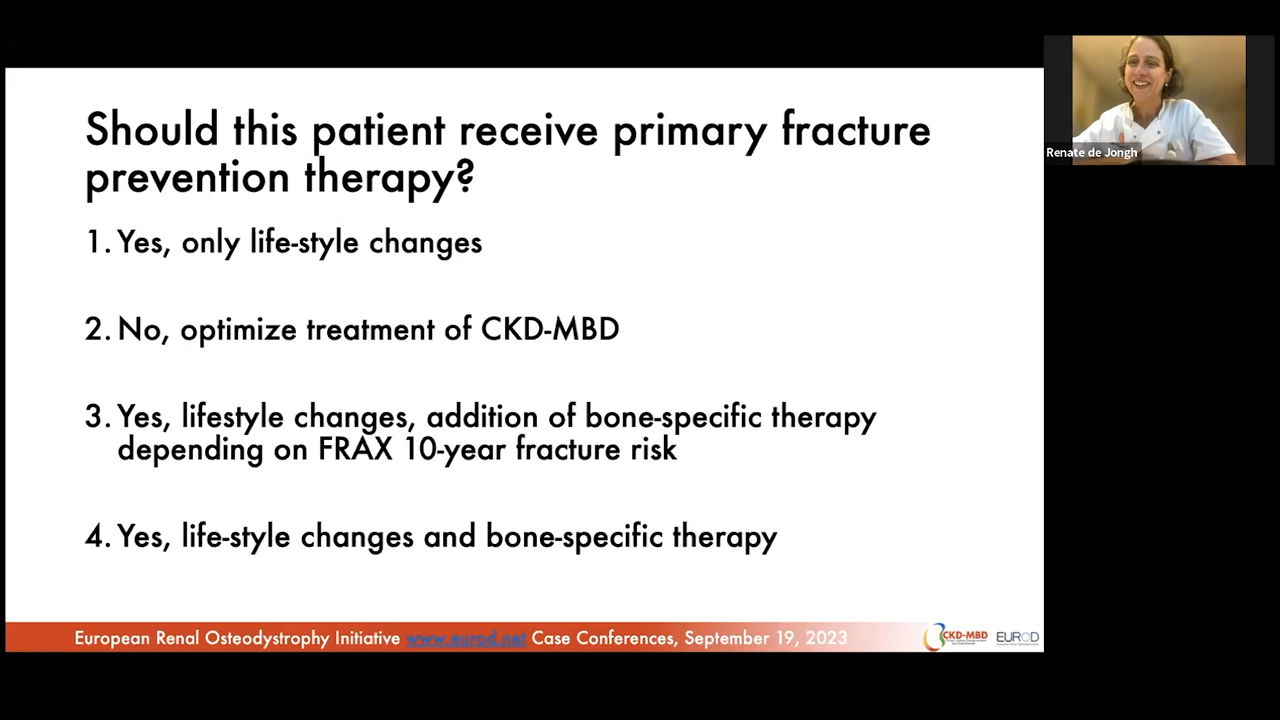 Should this patient receive primary fracture
prevention therapy?
1. Yes, only life-style changes
2. No, optimize treatment of CKD-MBD
3. Yes, lifestyle changes, addition of bone-specific therapy
depending on FRAX 10-year fracture risk
4. Yes, life-style changes and bone-specific therapy
European Renal Osteodystrophy Initiative www.eurod.net Case Conferences, September 19, 2023
CKD-MBD
EUROD
Renate de Jongh